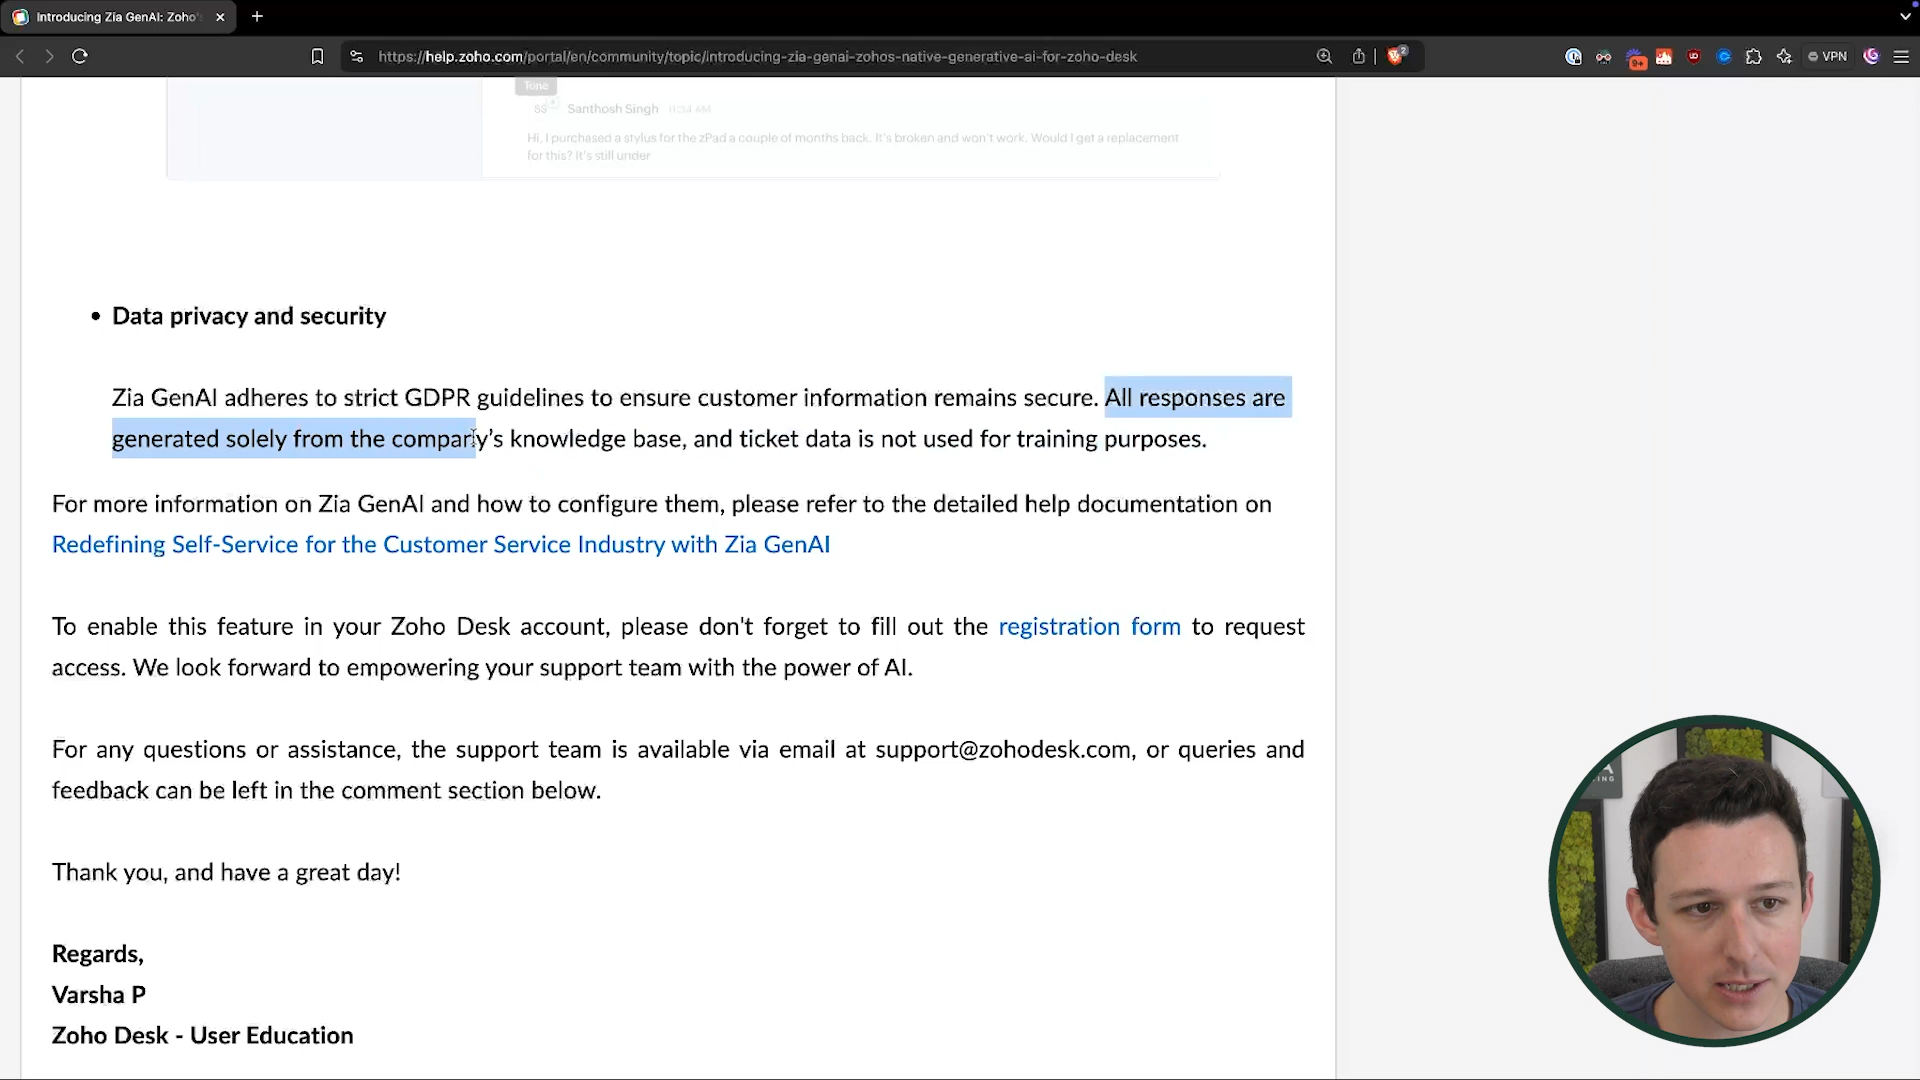 Introducing Zia GenAI: Zoho's
https://help.zoho.com/portal/en/community/topic/introducing-zia-genai-zohos-native-generative-ai-for-zoho-desk
2
9+
VPN
Tone
SS
Santhosh Singh 11:34 AM
Hi, I purchased a stylus for the zPad a couple of months back. It's broken and won't work. Would I get a replacement
for this? It's still under
• Data privacy and security
Zia GenAI adheres to strict GDPR guidelines to ensure customer information remains secure. All responses are
generated solely from the company's knowledge base, and ticket data is not used for training purposes.
For more information on Zia GenAI and how to configure them, please refer to the detailed help documentation on
Redefining Self-Service for the Customer Service Industry with Zia GenAI
To enable this feature in your Zoho Desk account, please don't forget to fill out the registration form to request
access. We look forward to empowering your support team with the power of AI.
For any questions or assistance, the support team is available via email at support@zohodesk.com, or queries and
feedback can be left in the comment section below.
Thank you, and have a great day!
Regards,
Varsha P
Zoho Desk - User Education